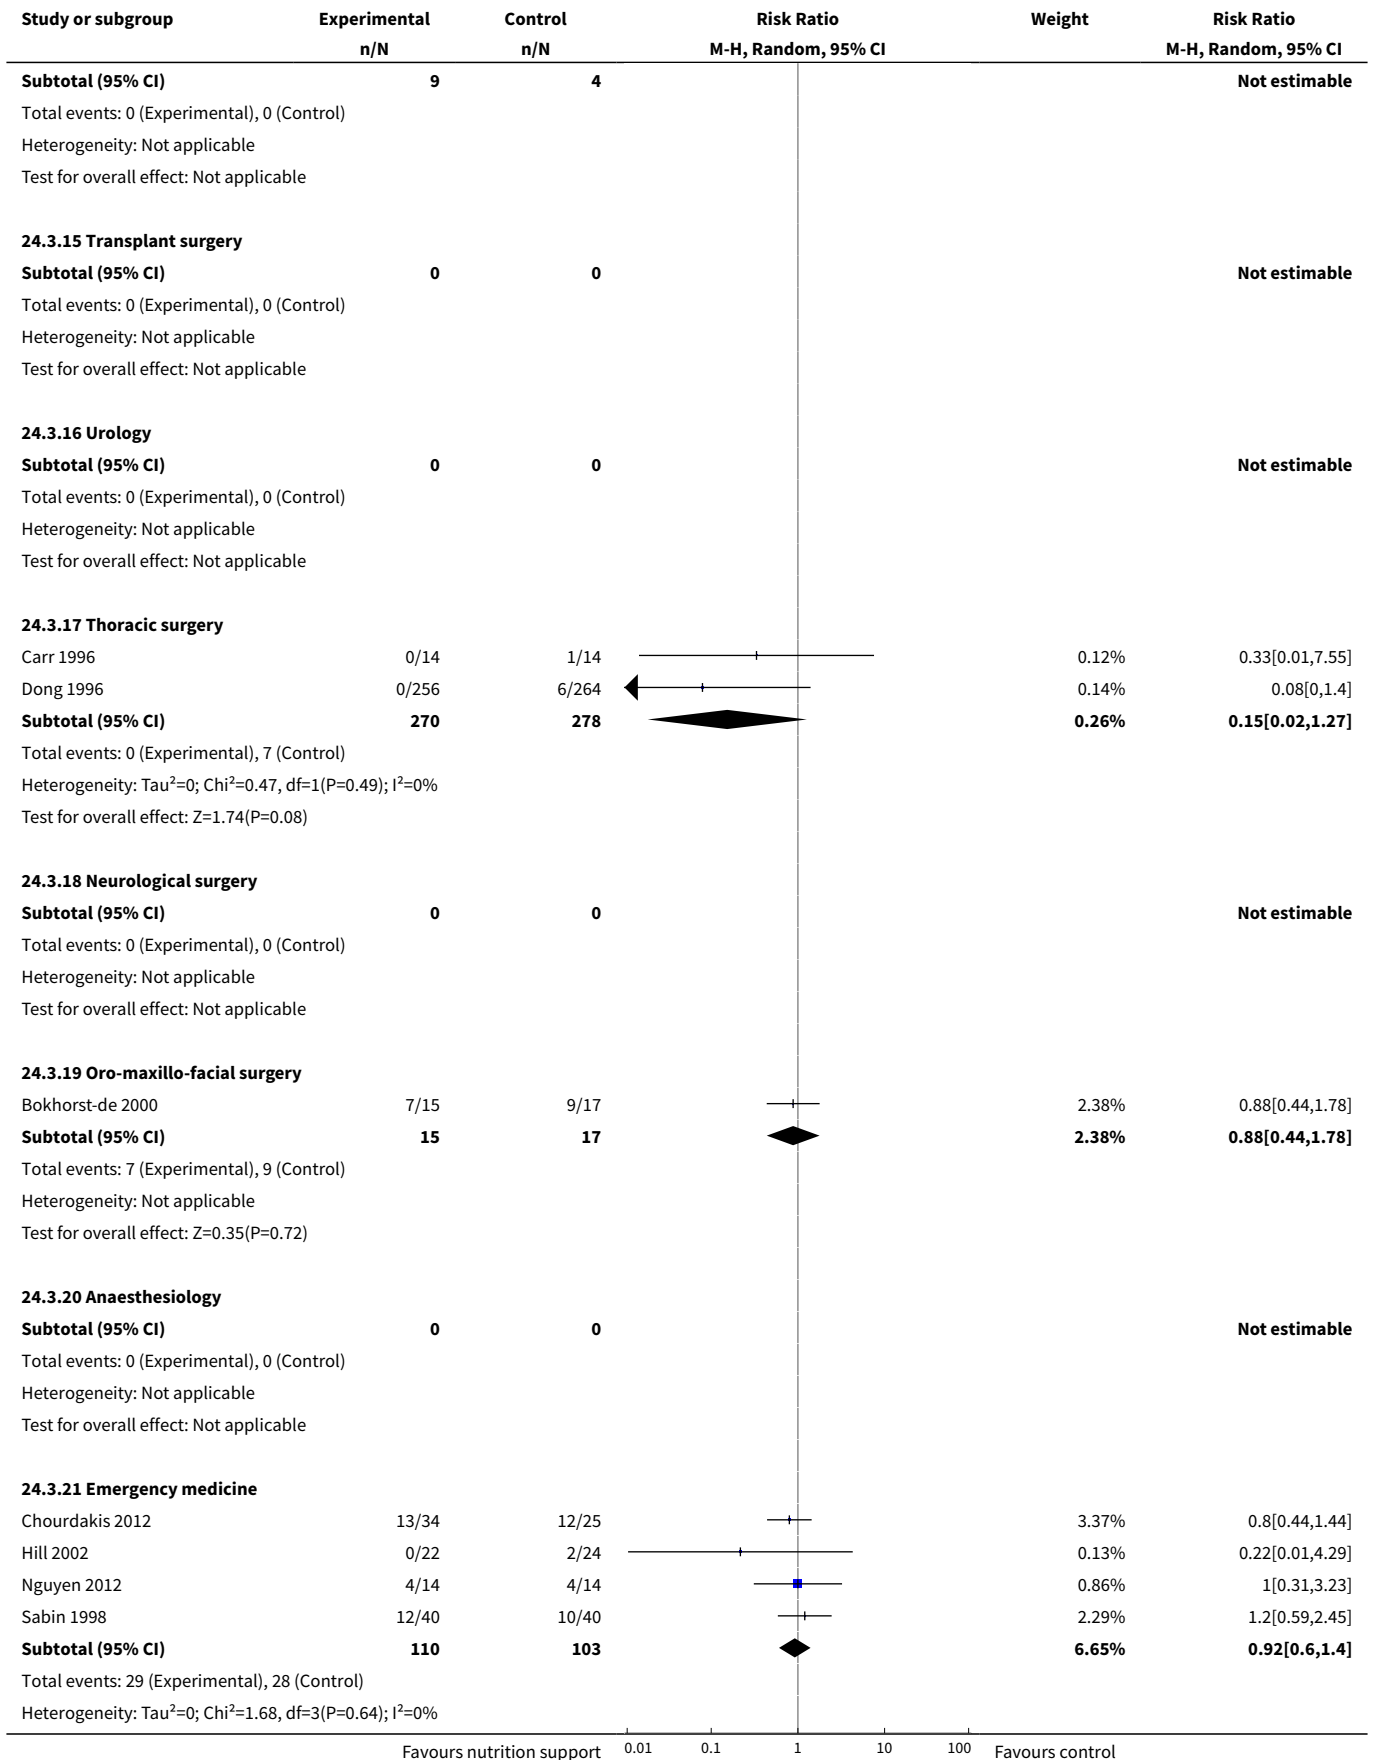 Study or subgroup Experimental Control Risk Ratio Weight Risk Ratio
n/N n/N M-H, Random, 95% CI M-H, Random, 95% CI
Subtotal (95% CI) 9 4 Not estimable
Total events: 0 (Experimental), 0 (Control)
Heterogeneity: Not applicable
Test for overall effect: Not applicable
24.3.15 Transplant surgery
Subtotal (95% CI) 0 0 Not estimable
Total events: 0 (Experimental), 0 (Control)
Heterogeneity: Not applicable
Test for overall effect: Not applicable
24.3.16 Urology
Subtotal (95% CI) 0 0 Not estimable
Total events: 0 (Experimental), 0 (Control)
Heterogeneity: Not applicable
Test for overall effect: Not applicable
24.3.17 Thoracic surgery
Carr 1996 0/14 1/14 0.12% 0.33[0.01,7.55]
Dong 1996 0/256 6/264 0.14% 0.08[0,1.4]
Subtotal (95% CI) 270 278 0.26% 0.15[0.02,1.27]
Total events: 0 (Experimental), 7 (Control)
Heterogeneity: Tau²=0; Chi²=0.47, df=1(P=0.49); I²=0%
Test for overall effect: Z=1.74(P=0.08)
24.3.18 Neurological surgery
Subtotal (95% CI) 0 0 Not estimable
Total events: 0 (Experimental), 0 (Control)
Heterogeneity: Not applicable
Test for overall effect: Not applicable
24.3.19 Oro-maxillo-facial surgery
Bokhorst-de 2000 7/15 9/17 2.38% 0.88[0.44,1.78]
Subtotal (95% CI) 15 17 2.38% 0.88[0.44,1.78]
Total events: 7 (Experimental), 9 (Control)
Heterogeneity: Not applicable
Test for overall effect: Z=0.35(P=0.72)
24.3.20 Anaesthesiology
Subtotal (95% CI) 0 0 Not estimable
Total events: 0 (Experimental), 0 (Control)
Heterogeneity: Not applicable
Test for overall effect: Not applicable
24.3.21 Emergency medicine
Chourdakis 2012 13/34 12/25 3.37% 0.8[0.44,1.44]
Hill 2002 0/22 2/24 0.13% 0.22[0.01,4.29]
Nguyen 2012 4/14 4/14 0.86% 1[0.31,3.23]
Sabin 1998 12/40 10/40 2.29% 1.2[0.59,2.45]
Subtotal (95% CI) 110 103 6.65% 0.92[0.6,1.4]
Total events: 29 (Experimental), 28 (Control)
Heterogeneity: Tau²=0; Chi²=1.68, df=3(P=0.64); I²=0%
Favours nutrition support 0.01 0.1 1 10 100 Favours control